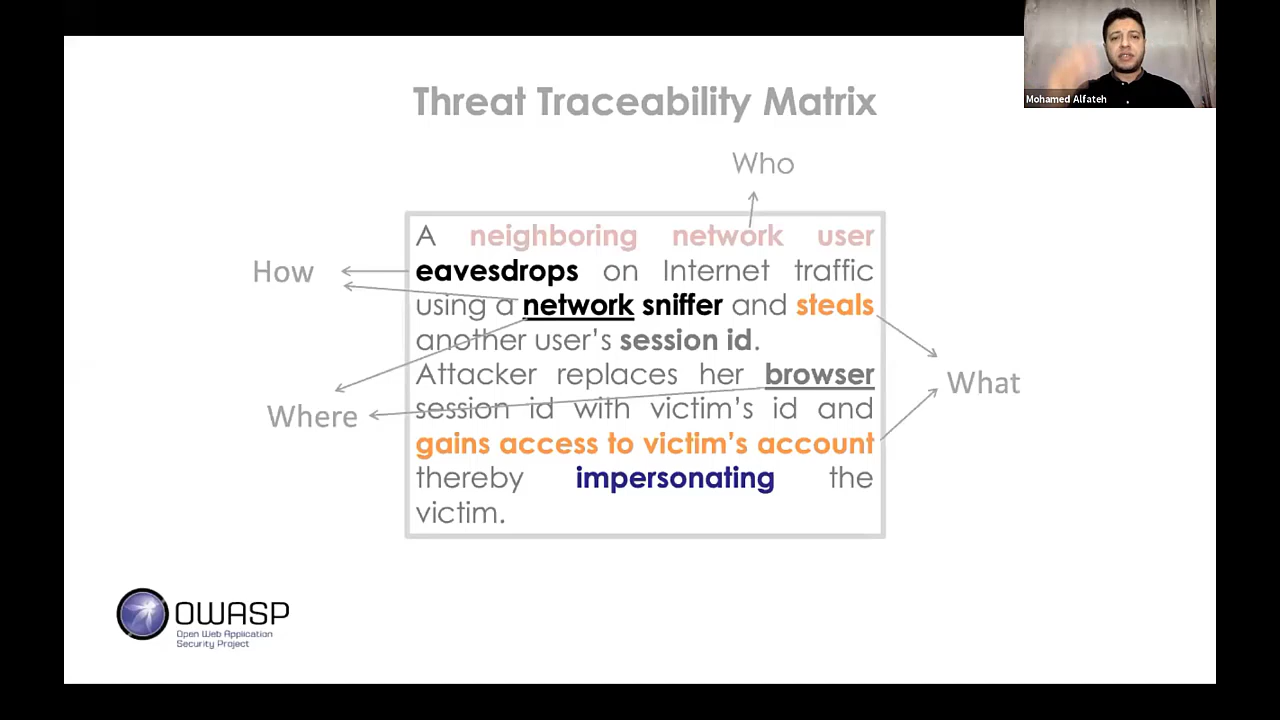 Mohamed Alfateh
Threat Traceability Matrix
Who
A neighboring network user
eavesdrops on Internet traffic
using a network sniffer and steals
another user's session id.
Attacker replaces her browser
session id with victim's id and
gains access to victim's account
thereby impersonating the
victim.
How
Where
What
OWASP
Open Web Application
Security Project